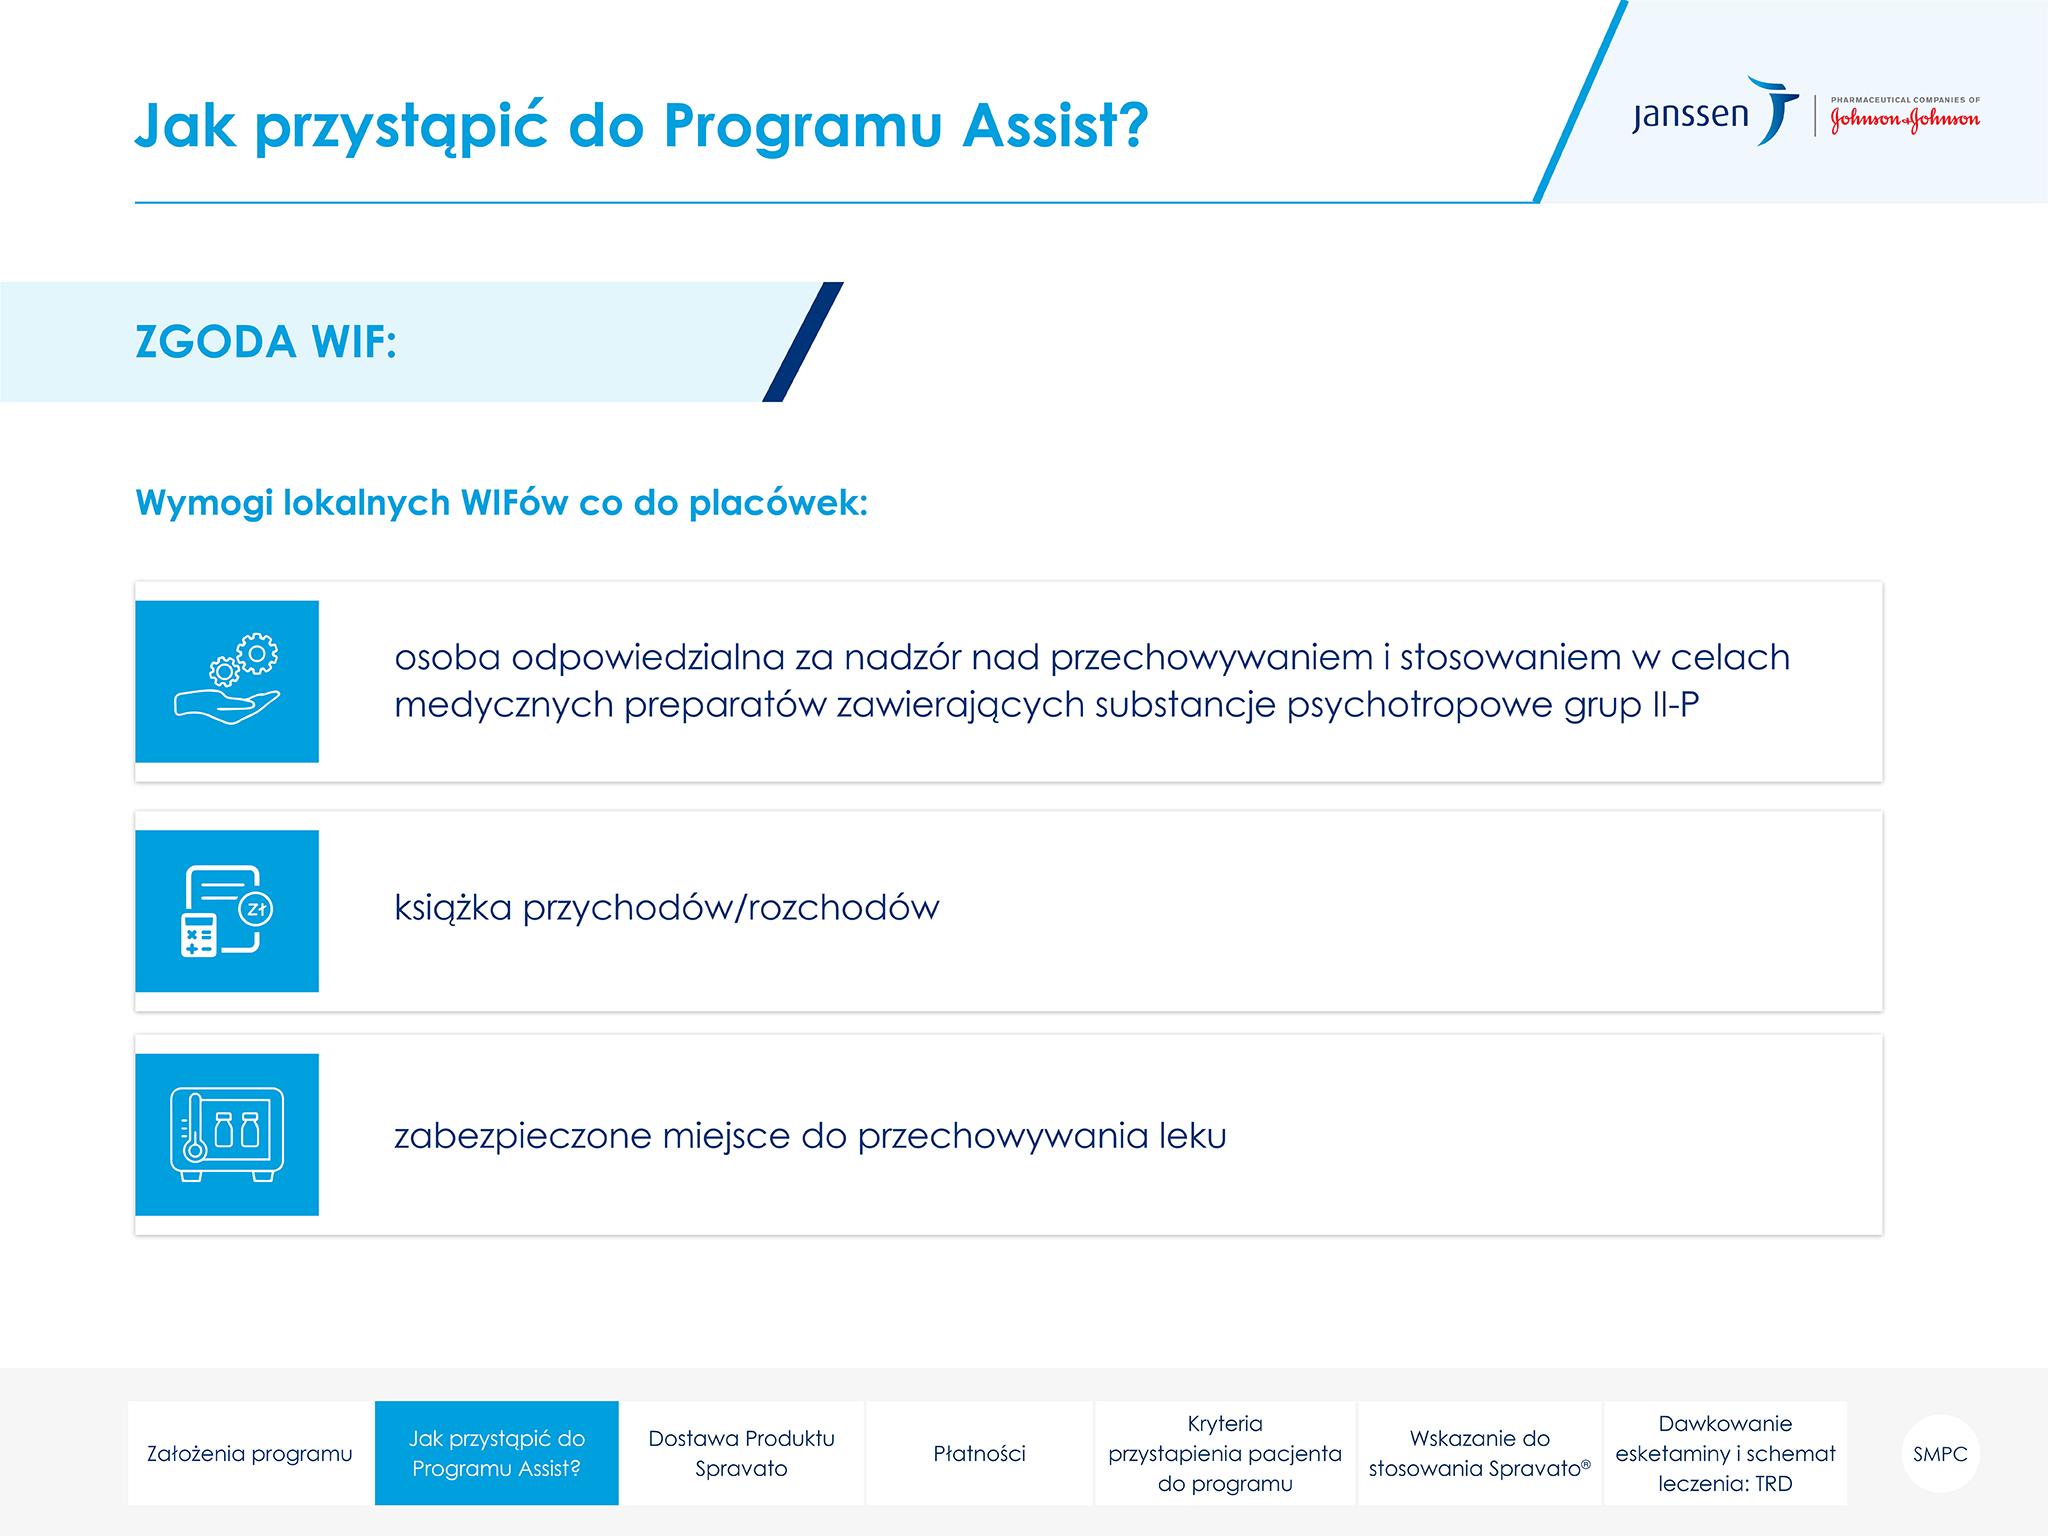 Jak przystąpić do Programu Assist?
janssen
PHARMACEUTICAL COMPANIES OF
Johnson & Johnson
ZGODA WIF:
Wymogi lokalnych WIFów co do placówek:
osoba odpowiedzialna za nadzór nad przechowywaniem i stosowaniem w celach
medycznych preparatów zawierających substancje psychotropowe grup II-P
zł
książka przychodów/rozchodów
zabezpieczone miejsce do przechowywania leku
Założenia programu
Jak przystąpić do
Programu Assist?
Dostawa Produktu
Spravato
Płatności
Kryteria
przystapienia pacjenta
do programu
Wskazanie do
stosowania Spravato®
Dawkowanie
esketaminy i schemat
leczenia: TRD
SMPC